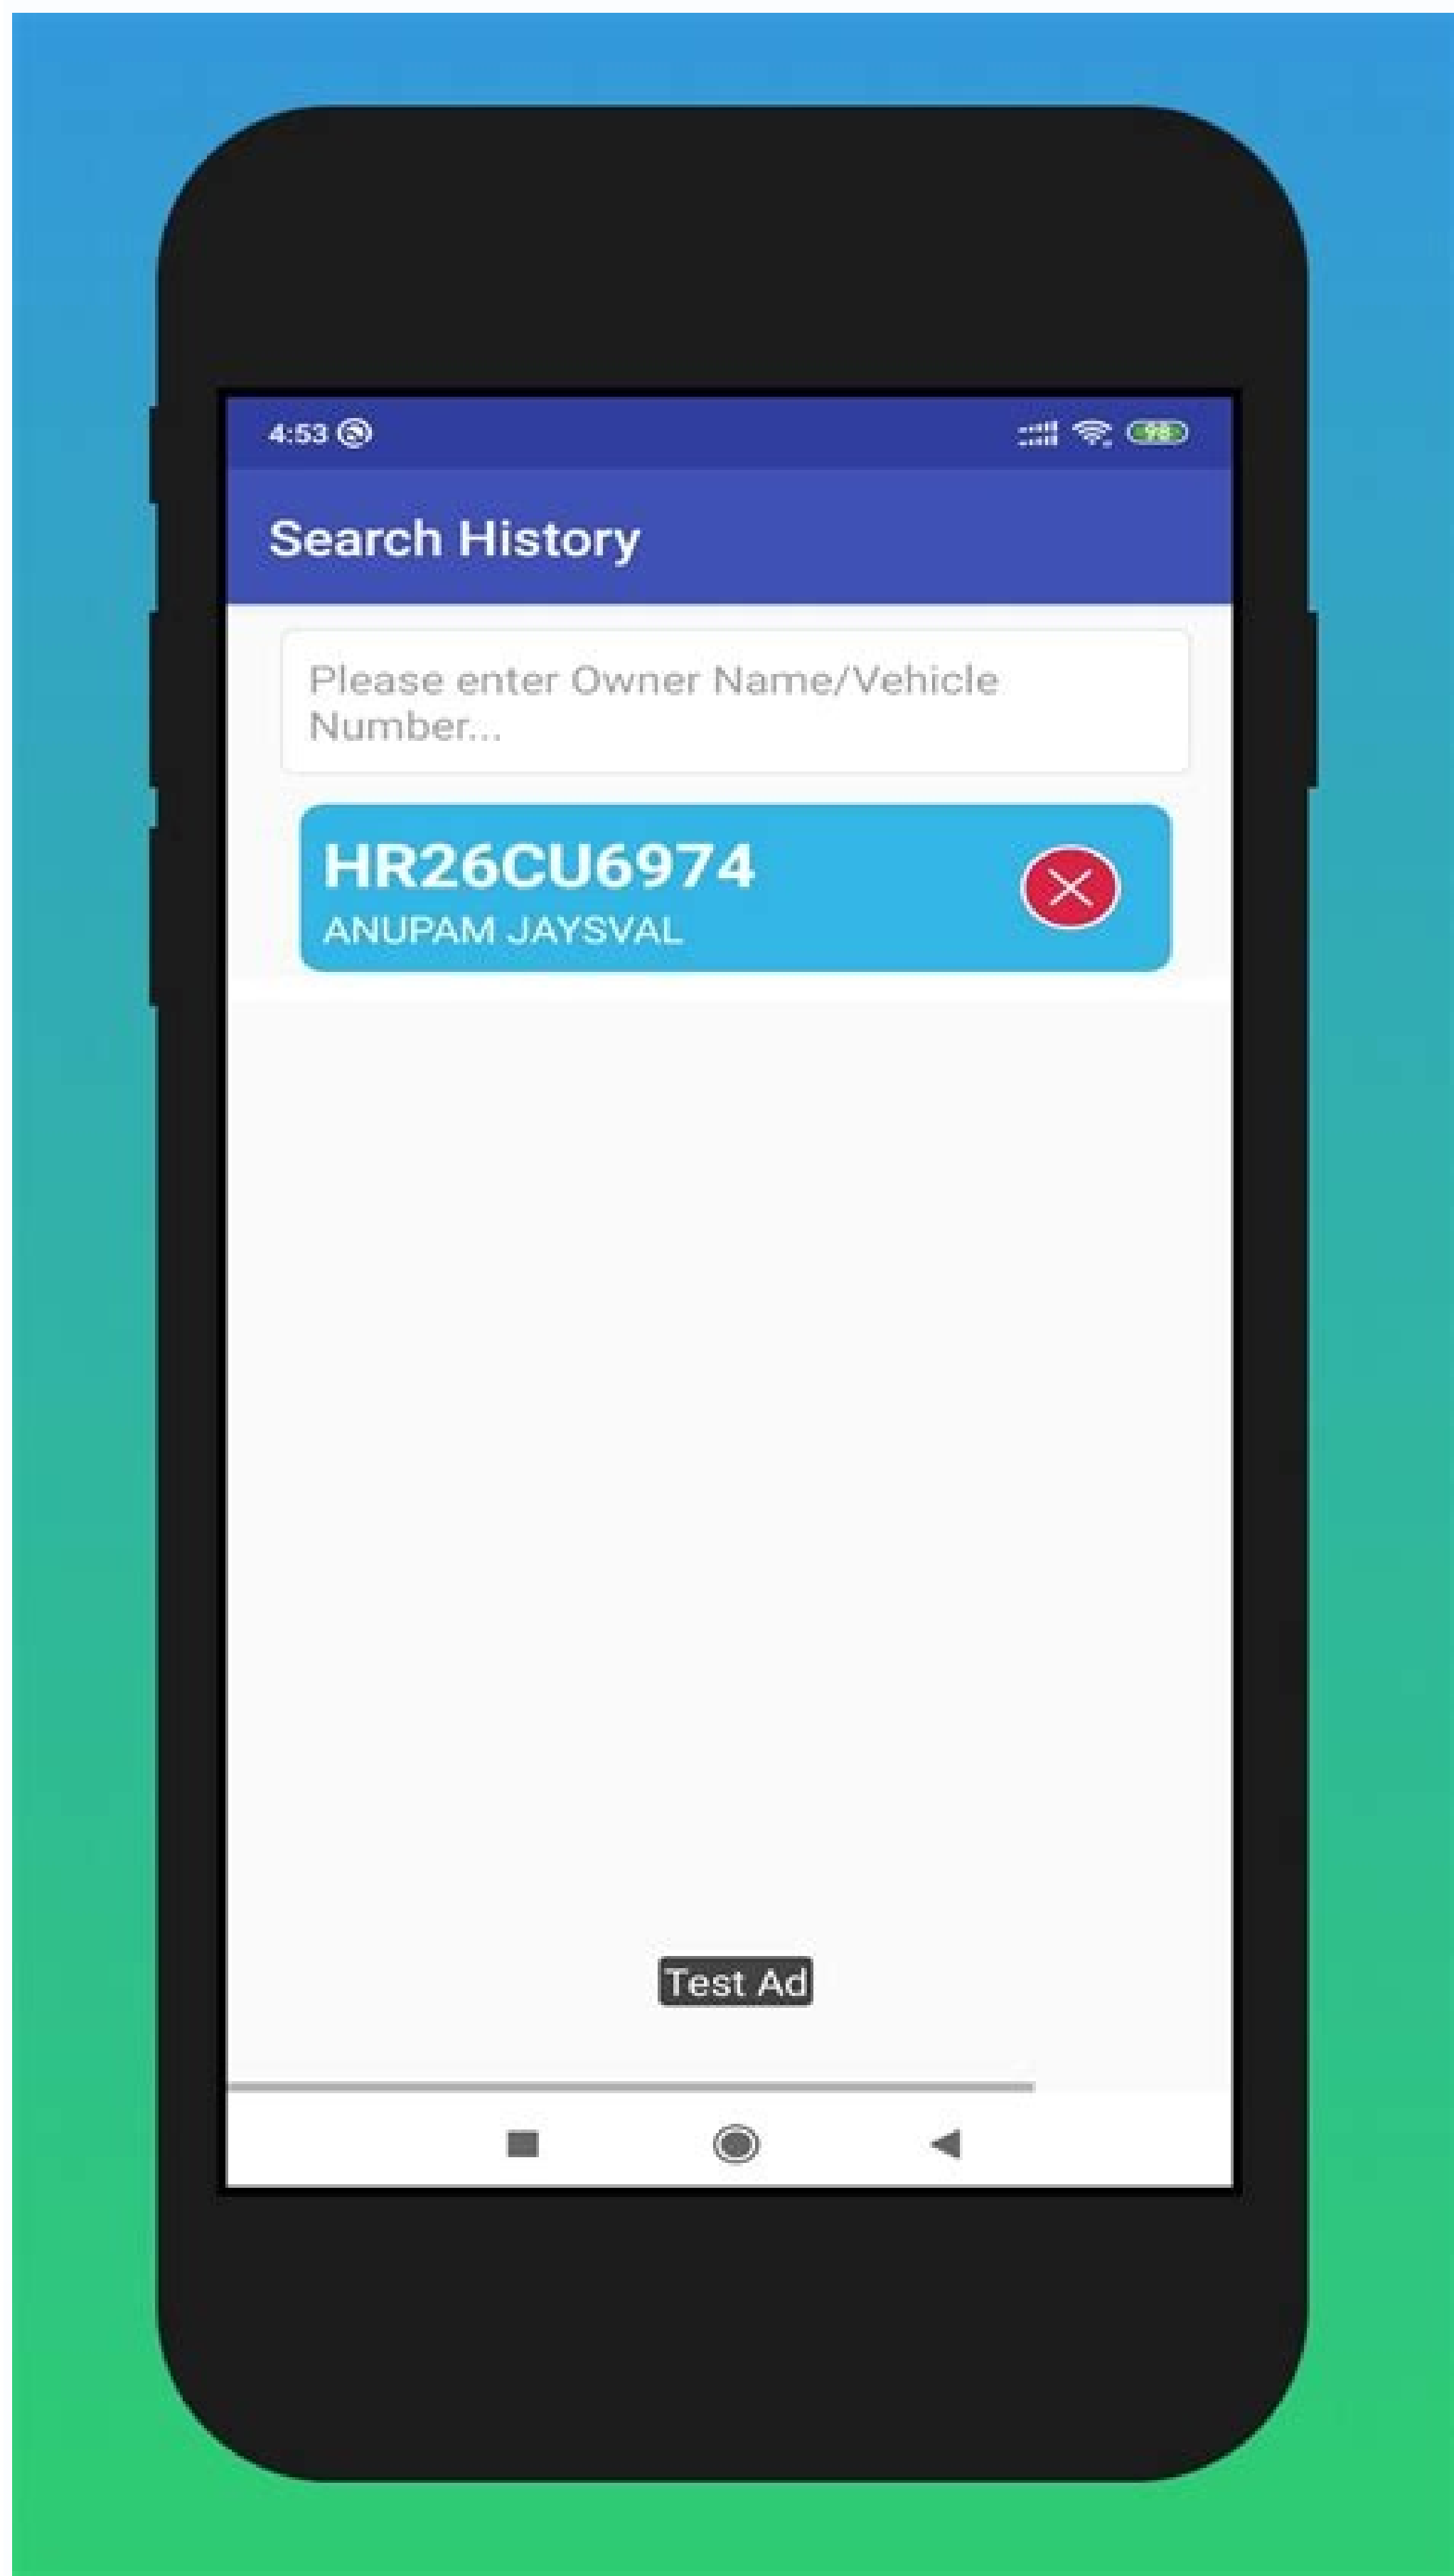 4:53
98
Search History
Please enter Owner Name/Vehicle
Number...
HR26CU6974
ANUPAM JAYSVAL
Test Ad